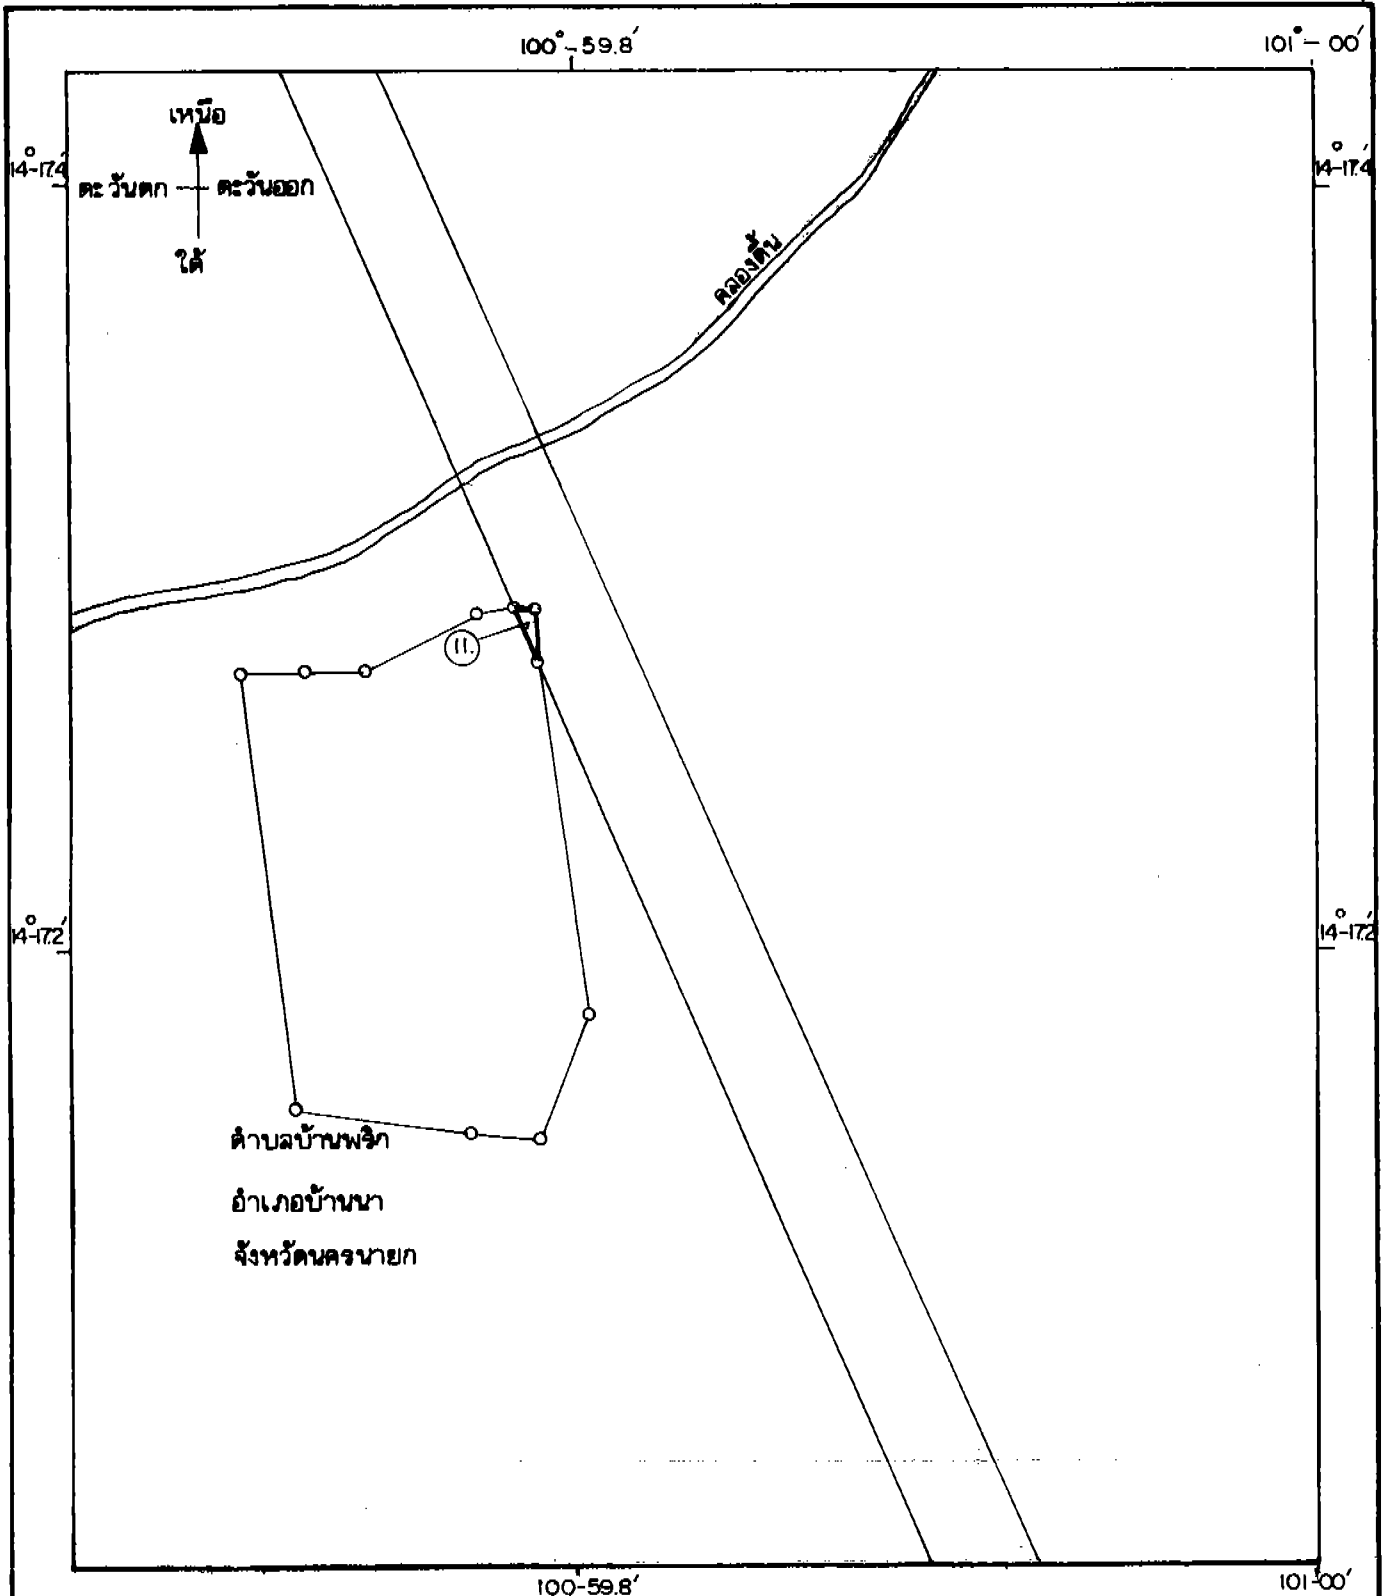 100°-59.8′
101°-00′
เหนือ
14°-17.4′
14°-17.4′
ตะวันตก
ตะวันออก
ใต้
คลองตื้น
11.
14°-17.2′
14°-17.2′
ตำบลบ้านพริก
อำเภอบ้านนา
จังหวัดนครนายก
100-59.8′
101-00′